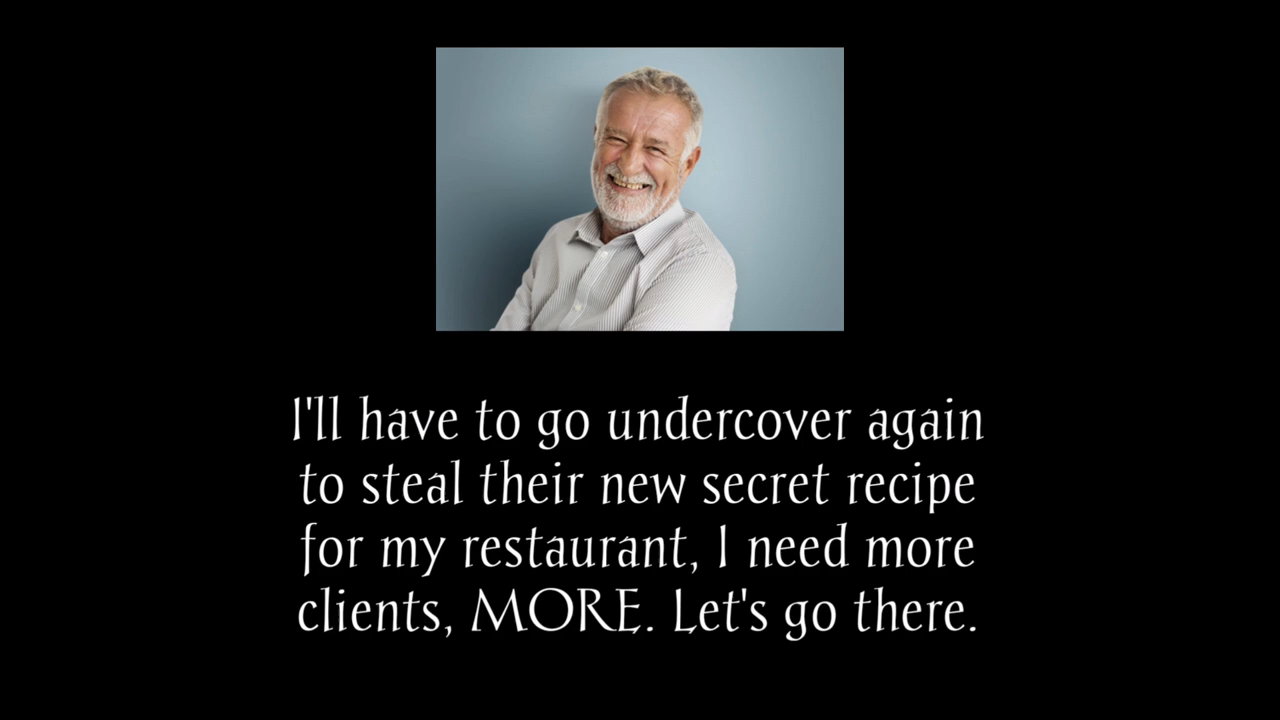 I'll have to go undercover again
to steal their new secret recipe
for my restaurant, I need more
clients, MORE. Let's go there.